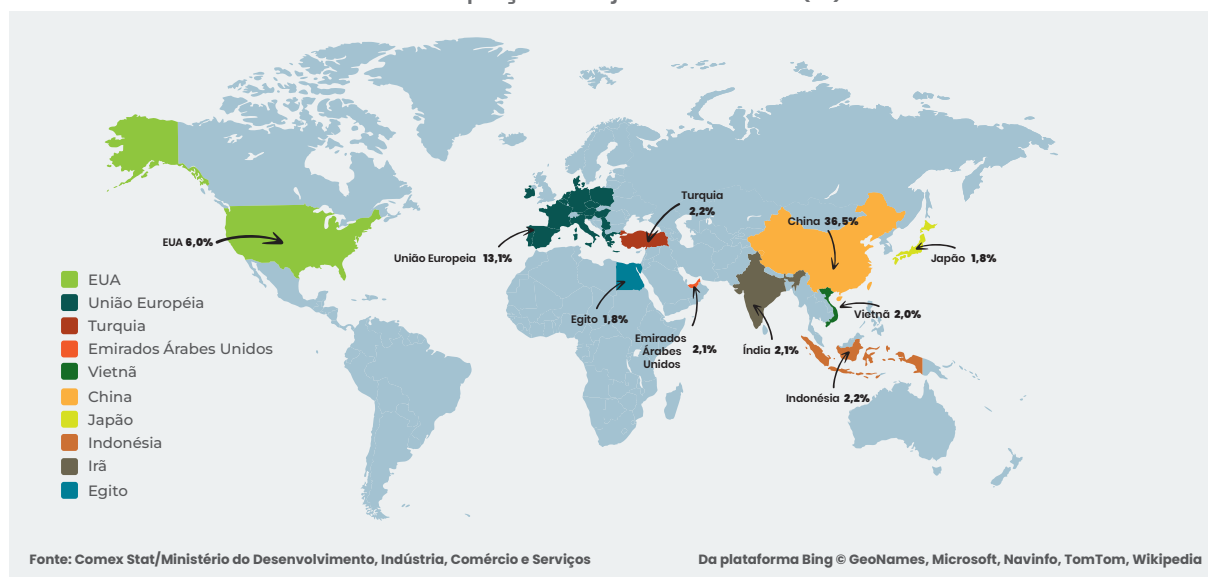 Turquia
2,2%
China 36,5%
EUA 6,0%
União Europeia 13,1%
Japão 1,8%
EUA
União Européia
Turquia
Emirados Árabes Unidos
Vietnã
China
Japão
Indonésia
Irã
Egito
Egito 1,8%
Emirados
Árabes
Unidos
2,1%
Índia 2,1%
Vietnã 2,0%
Indonésia 2,2%
Fonte: Comex Stat/Ministério do Desenvolvimento, Indústria, Comércio e Serviços
Da plataforma Bing © GeoNames, Microsoft, Navinfo, TomTom, Wikipedia